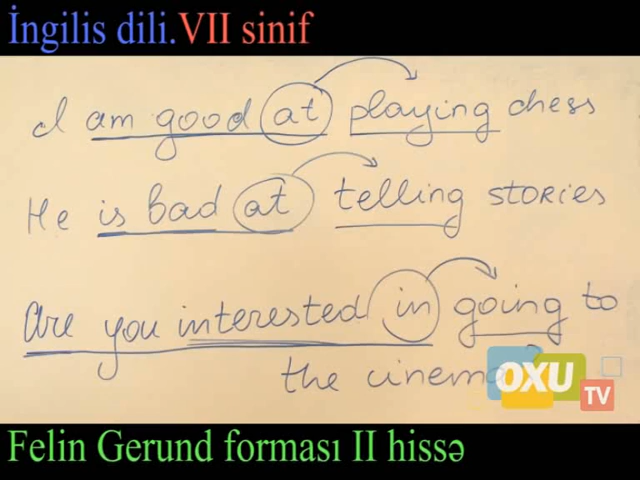 İngilis dili.VII sinif
I am good at playing chess
He is bad at telling stories
Are you interested in going to
the cinema?
OXU
TV
Felin Gerund forması II hissə